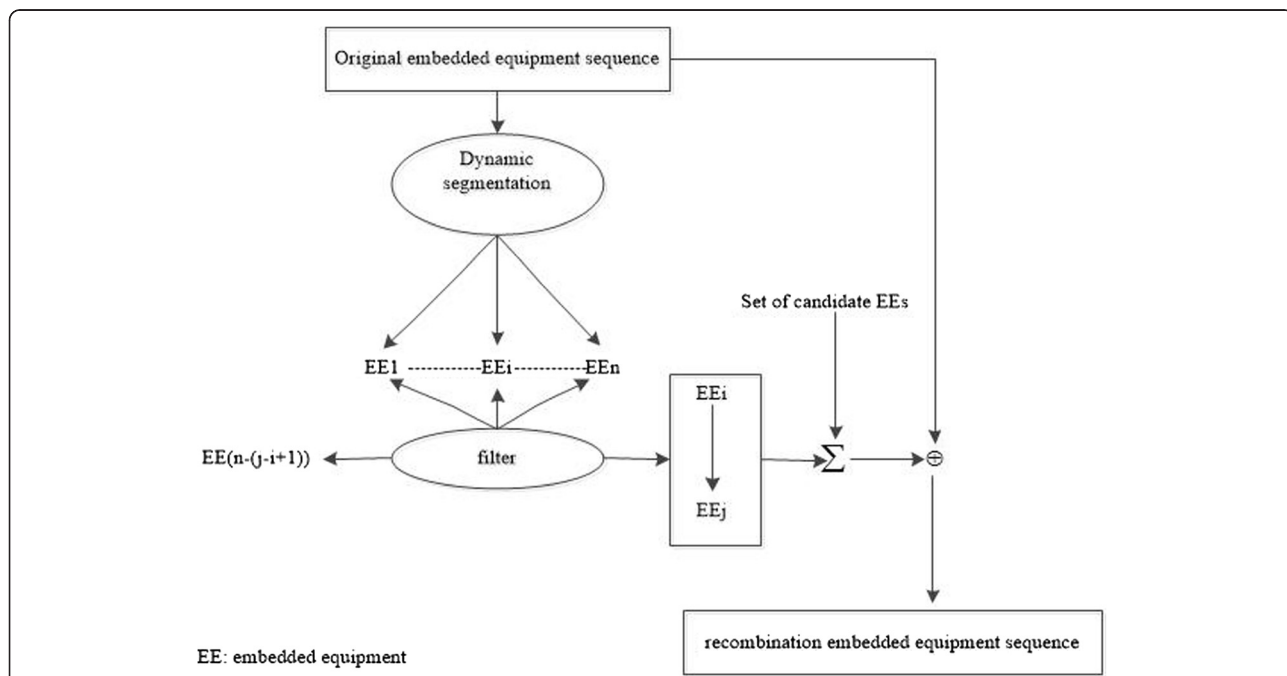 Original embedded equipment sequence
Dynamic
segmentation
Set of candidate EEs
EE1 ----------EEi ----------EEn
EEi
EE(n-(j-i+1))
filter
Σ
⊕
EEj
recombination embedded equipment sequence
EE: embedded equipment